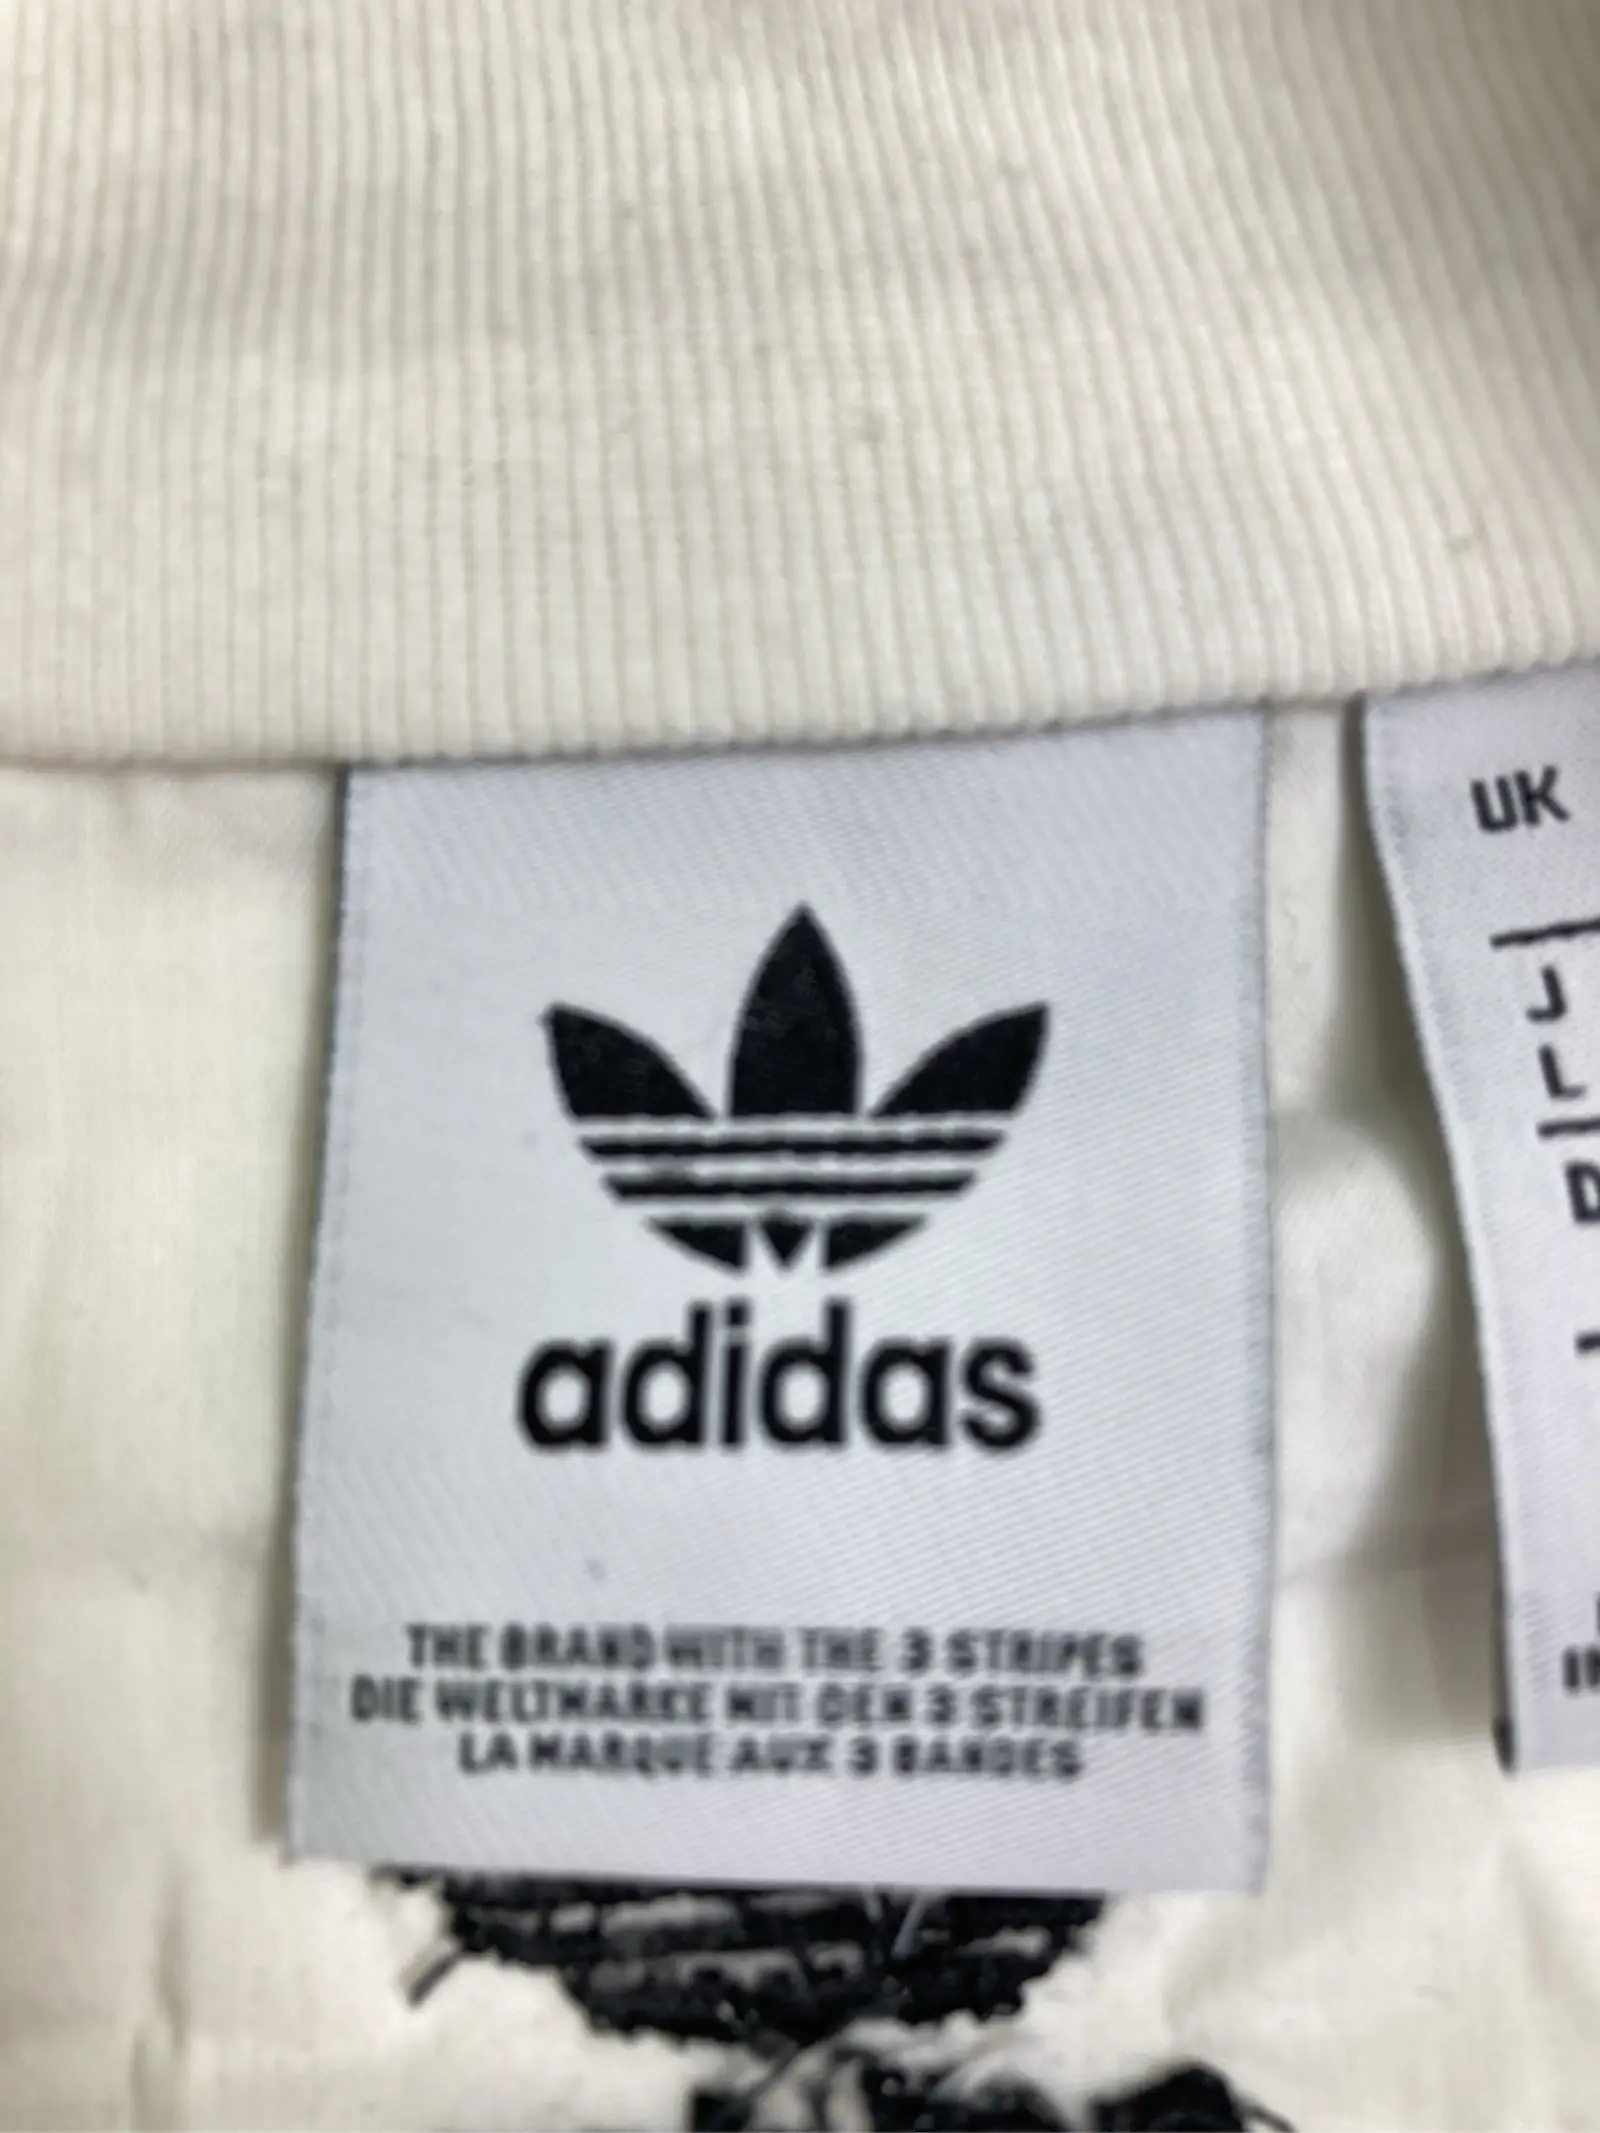 adidas
THE BRAND WITH THE 3 STRIPES
DIE WELTMARKE MIT DEN 3 STREIFEN
LA MARQUE AUX 3 BANDES
UK